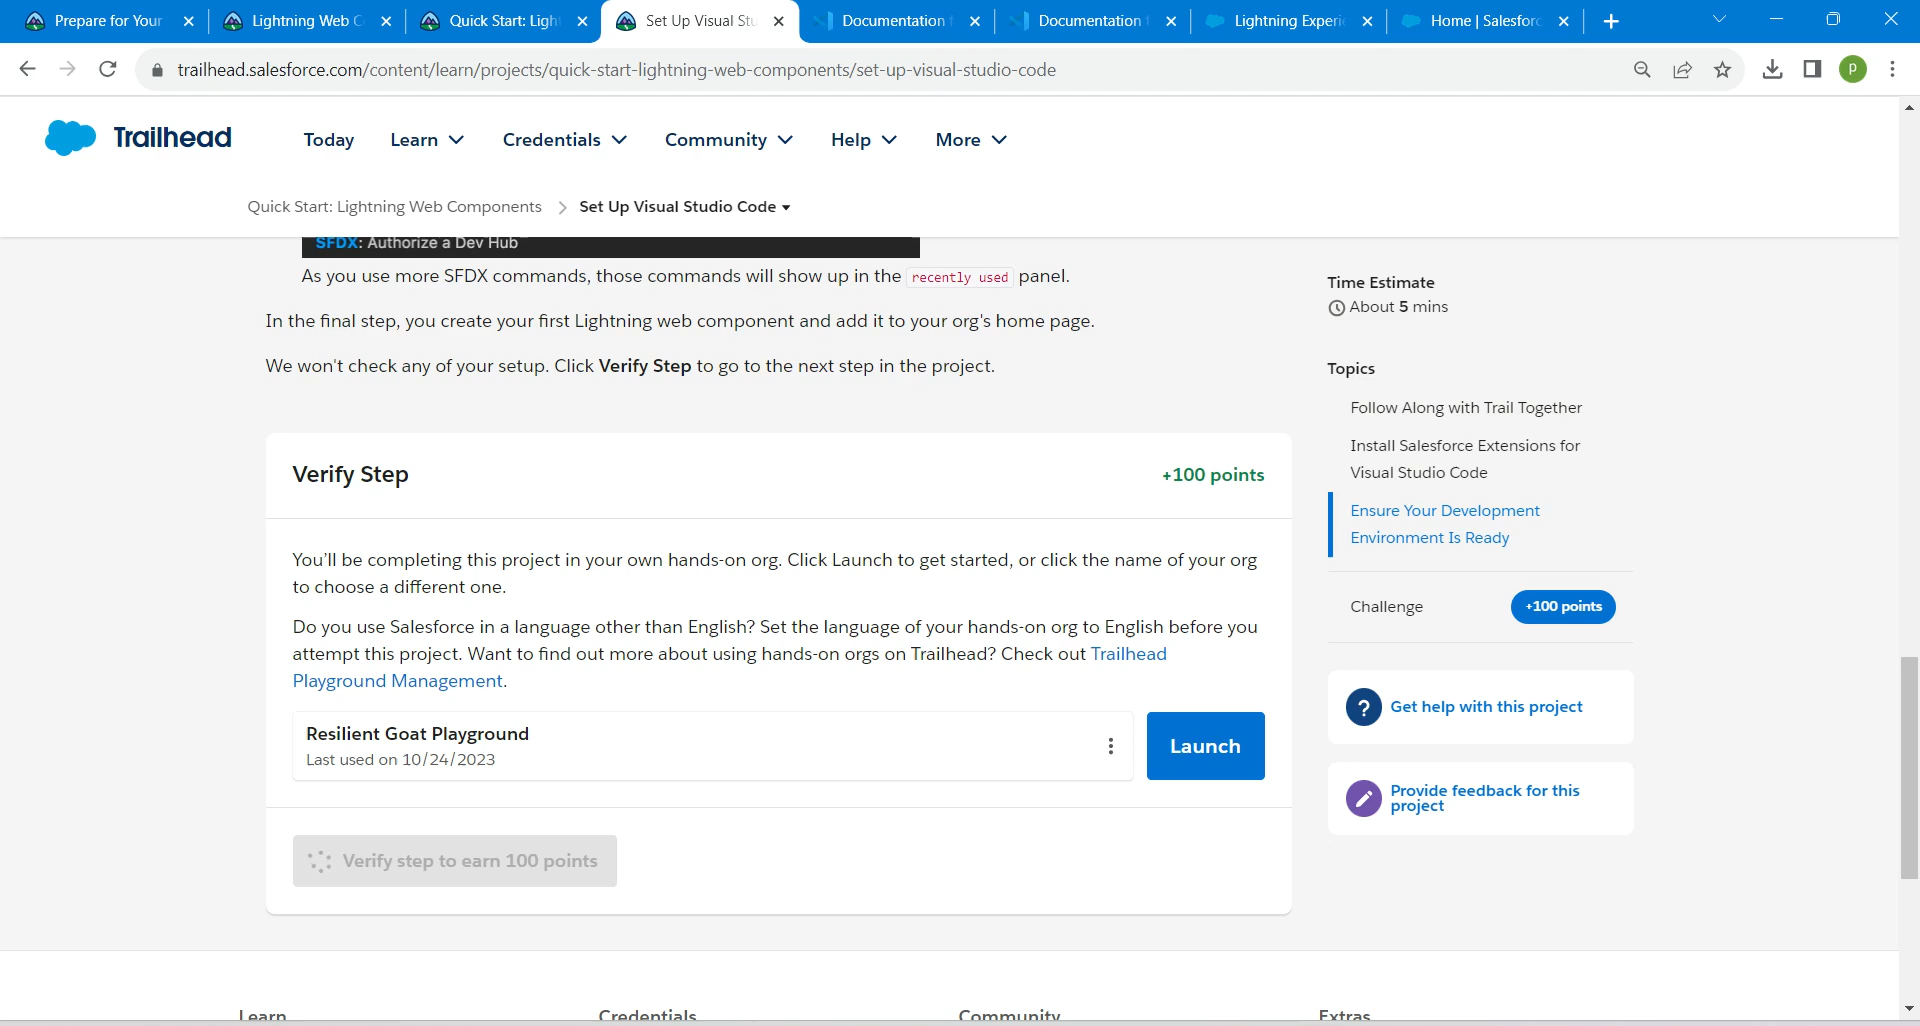 Prepare for Your
Lightning Web C
Quick Start: Ligh
Set Up Visual Stu
Documentation
Documentation
Lightning Experi
Home | Salesforc
trailhead.salesforce.com/content/learn/projects/quick-start-lightning-web-components/set-up-visual-studio-code
p
Trailhead
Today
Learn
Credentials
Community
Help
More
Quick Start: Lightning Web Components > Set Up Visual Studio Code
SFDX: Authorize a Dev Hub
As you use more SFDX commands, those commands will show up in the recently used panel.
In the final step, you create your first Lightning web component and add it to your org's home page.
We won't check any of your setup. Click Verify Step to go to the next step in the project.
Verify Step
+100 points
You'll be completing this project in your own hands-on org. Click Launch to get started, or click the name of your org
to choose a different one.
Do you use Salesforce in a language other than English? Set the language of your hands-on org to English before you
attempt this project. Want to find out more about using hands-on orgs on Trailhead? Check out Trailhead
Playground Management.
Resilient Goat Playground
Last used on 10/24/2023
Launch
Verify step to earn 100 points
Time Estimate
About 5 mins
Topics
Follow Along with Trail Together
Install Salesforce Extensions for
Visual Studio Code
Ensure Your Development
Environment Is Ready
Challenge
+100 points
? Get help with this project
Provide feedback for this
project
Learn
Credentials
Community
Extras